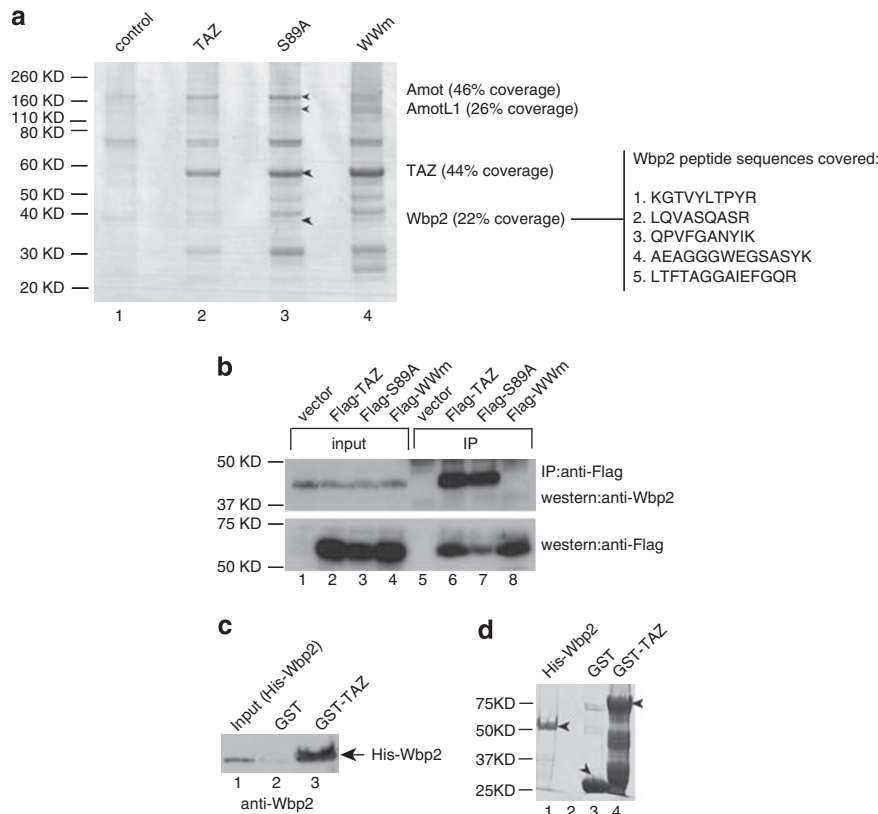 a
control TAZ S89A WWm
260 KD
160 KD
110 KD
80 KD
60 KD
50 KD
40 KD
30 KD
20 KD
Amot (46% coverage)
AmotL1 (26% coverage)
TAZ (44% coverage)
Wbp2 (22% coverage)
Wbp2 peptide sequences covered:
1. KGTVYLTPYR
2. LQVASQASR
3. QPVFGANYIK
4. AEAGGGWEGSASYK
5. LTFTAGGAIEFGQR
1 2 3 4
b
vector Flag-TAZ Flag-S89A Flag-WWm vector Flag-TAZ Flag-S89A Flag-WWm
input IP
50 KD
37 KD
IP:anti-Flag
western:anti-Wbp2
75 KD
50 KD
western:anti-Flag
1 2 3 4 5 6 7 8
c
Input (His-Wbp2) GST GST-TAZ
His-Wbp2
1 2 3
anti-Wbp2
d
His-Wbp2 GST GST-TAZ
75KD
50KD
37KD
25KD
1 2 3 4